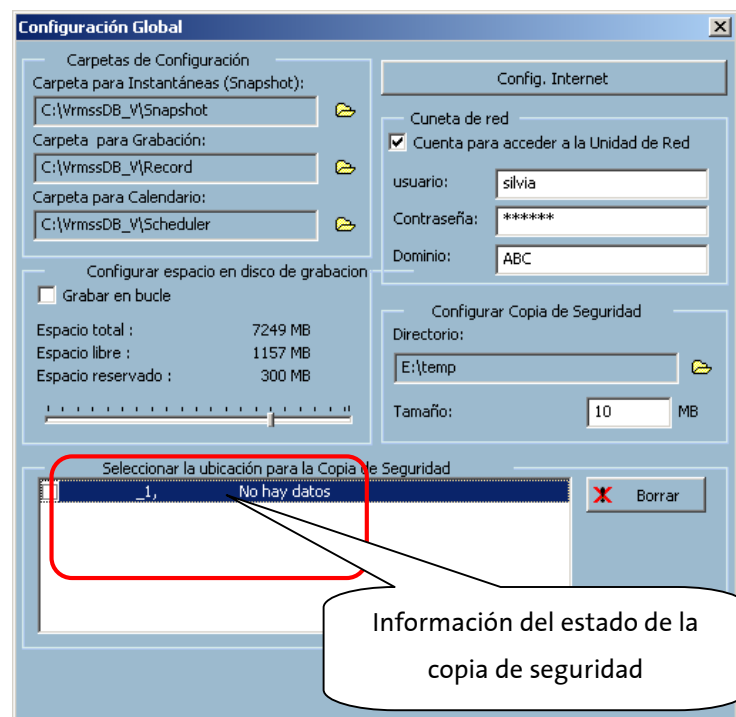 Configuración Global
Carpetas de Configuración
Carpeta para Instantáneas (Snapshot):
C:\VrmssDB_V\Snapshot
Carpeta para Grabación:
C:\VrmssDB_V\Record
Carpeta para Calendario:
C:\VrmssDB_V\Scheduler
Config. Internet
Cuneta de red
Cuenta para acceder a la Unidad de Red
usuario: silvia
Contraseña: ******
Dominio: ABC
Configurar espacio en disco de grabacion
Grabar en bucle
Espacio total : 7249 MB
Espacio libre : 1157 MB
Espacio reservado : 300 MB
Configurar Copia de Seguridad
Directorio:
E:\temp
Tamaño: 10 MB
Seleccionar la ubicación para la Copia de Seguridad
_1, No hay datos
Borrar
Información del estado de la
copia de seguridad